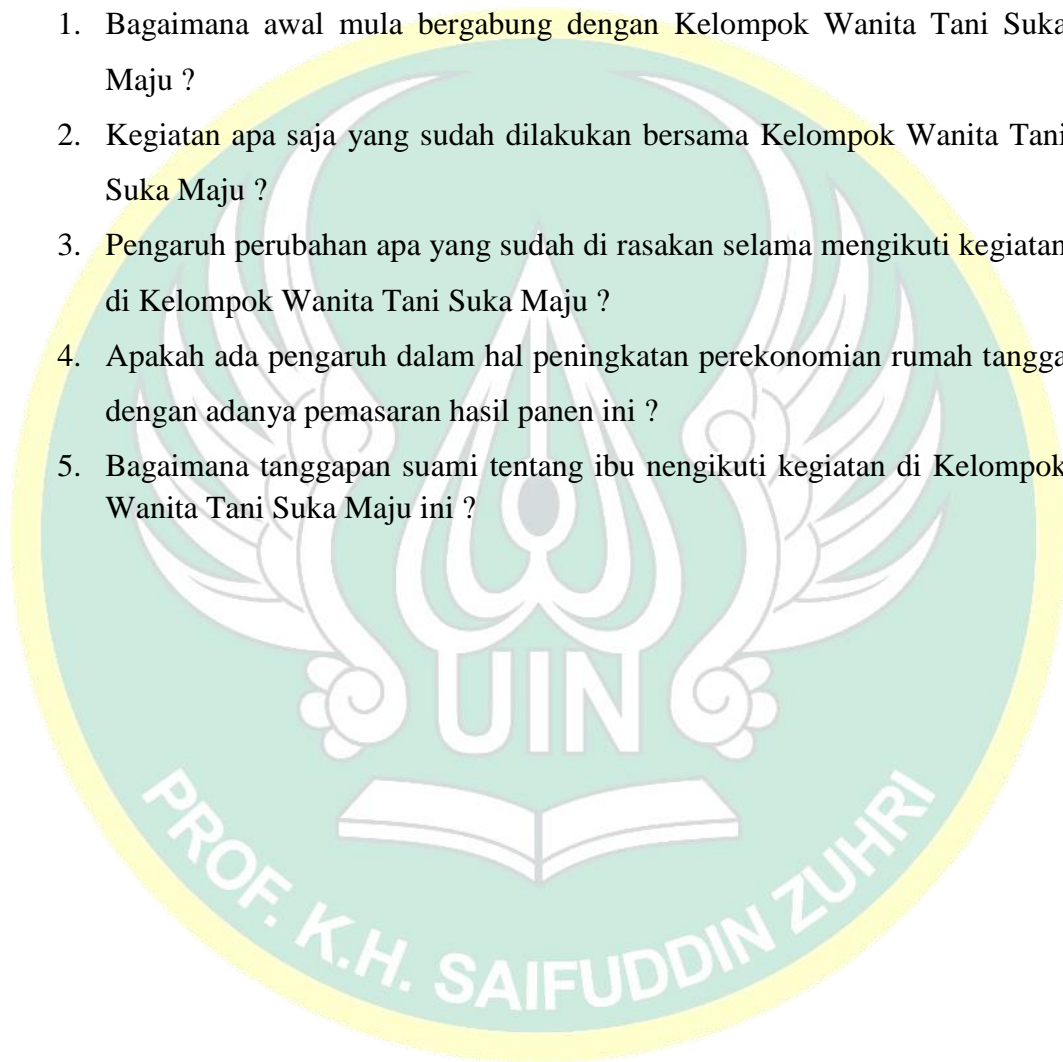 1. Bagaimana awal mula bergabung dengan Kelompok Wanita Tani Suka
Maju ?
2. Kegiatan apa saja yang sudah dilakukan bersama Kelompok Wanita Tani
Suka Maju ?
3. Pengaruh perubahan apa yang sudah di rasakan selama mengikuti kegiatan
di Kelompok Wanita Tani Suka Maju ?
4. Apakah ada pengaruh dalam hal peningkatan perekonomian rumah tangga
dengan adanya pemasaran hasil panen ini ?
5. Bagaimana tanggapan suami tentang ibu nengikuti kegiatan di Kelompok
Wanita Tani Suka Maju ini ?
UIN
PROF. K.H. SAIFUDDIN ZUHRI